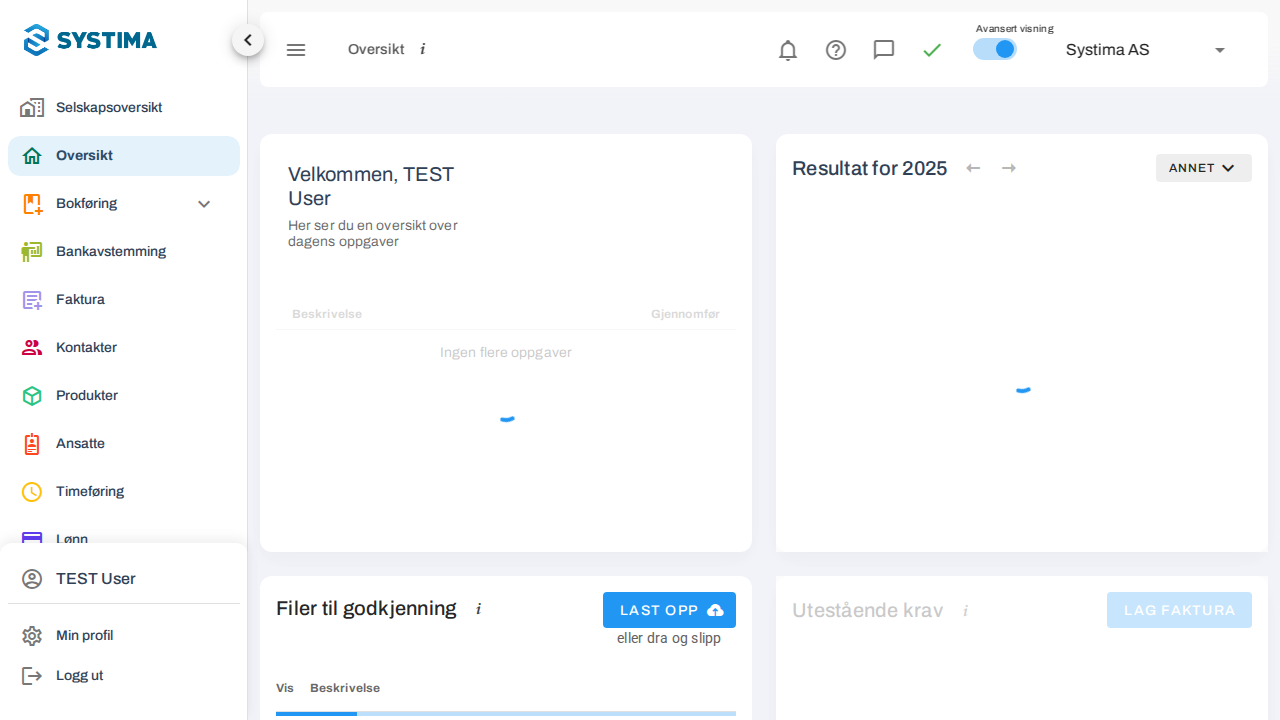 SYSTIMA
Selskapsoversikt
Oversikt
Bokføring
Bankavstemming
Faktura
Kontakter
Produkter
Ansatte
Timeføring
Lønn
TEST User
Min profil
Logg ut
Oversikt i
Avansert visning
Systima AS
Velkommen, TEST
User
Her ser du en oversikt over
dagens oppgaver
Beskrivelse Gjennomfør
Ingen flere oppgaver
Resultat for 2025
ANNET
Filer til godkjenning i
LAST OPP
eller dra og slipp
Vis Beskrivelse
Utestående krav i
LAG FAKTURA